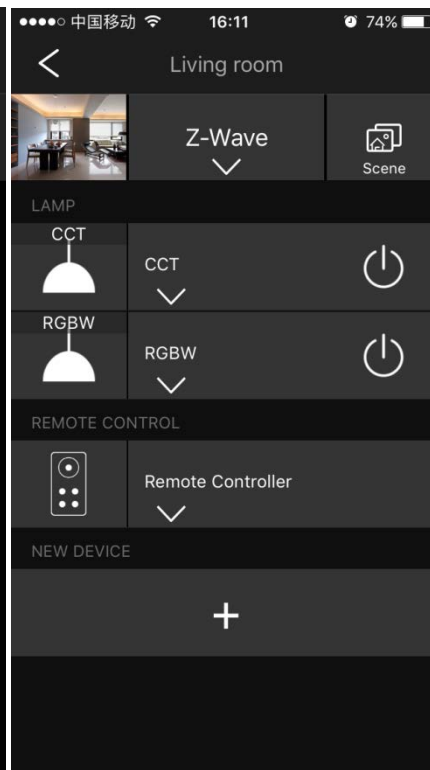 中国移动 16:11 74%
Living room
Z-Wave
Scene
LAMP
CCT
CCT
RGBW
RGBW
REMOTE CONTROL
Remote Controller
NEW DEVICE
+